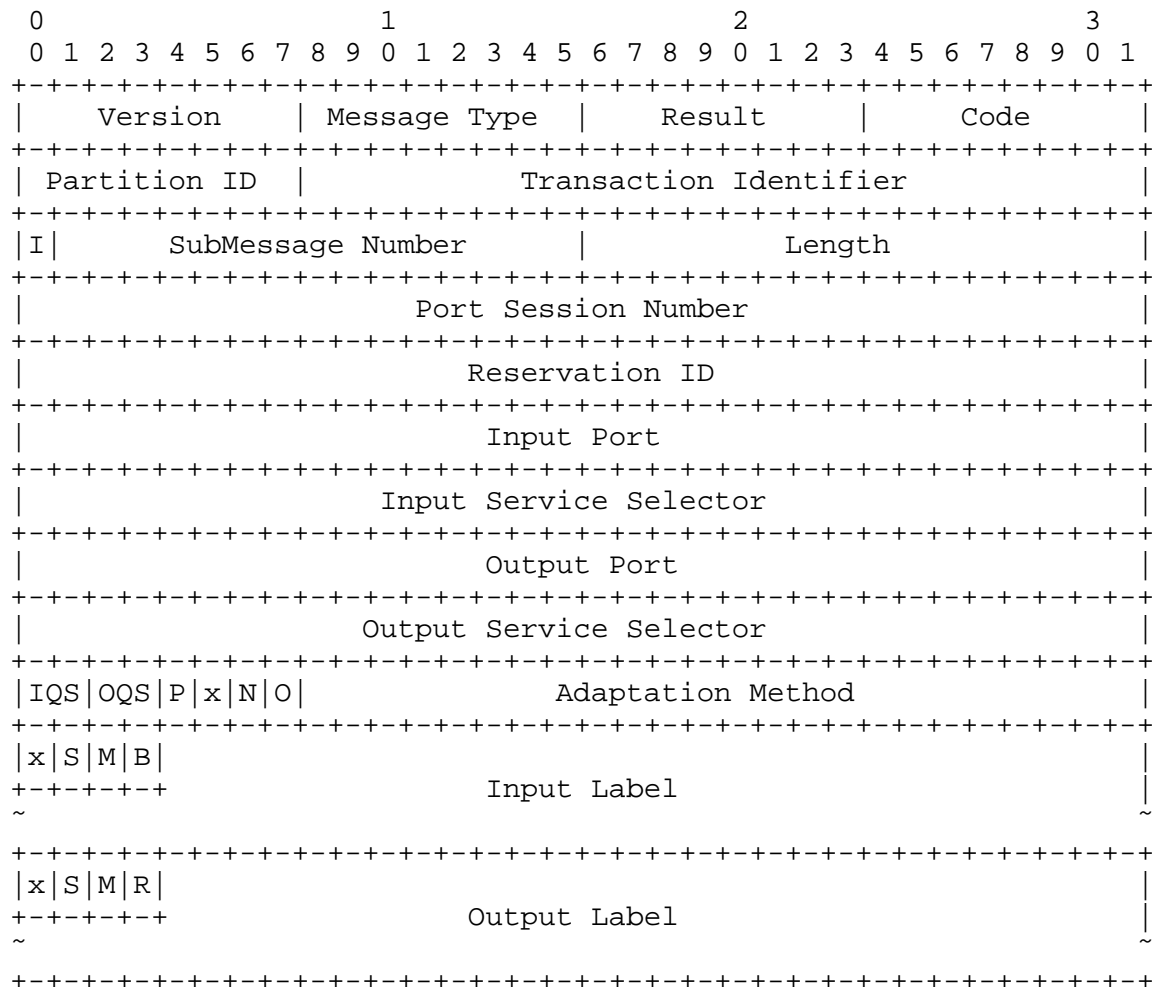 0                   1                   2                   3
 0 1 2 3 4 5 6 7 8 9 0 1 2 3 4 5 6 7 8 9 0 1 2 3 4 5 6 7 8 9 0 1
+-+-+-+-+-+-+-+-+-+-+-+-+-+-+-+-+-+-+-+-+-+-+-+-+-+-+-+-+-+-+-+-+
|    Version    | Message Type  |    Result     |     Code      |
+-+-+-+-+-+-+-+-+-+-+-+-+-+-+-+-+-+-+-+-+-+-+-+-+-+-+-+-+-+-+-+-+
| Partition ID  |            Transaction Identifier             |
+-+-+-+-+-+-+-+-+-+-+-+-+-+-+-+-+-+-+-+-+-+-+-+-+-+-+-+-+-+-+-+-+
|I|      SubMessage Number      |           Length              |
+-+-+-+-+-+-+-+-+-+-+-+-+-+-+-+-+-+-+-+-+-+-+-+-+-+-+-+-+-+-+-+-+
|                      Port Session Number                      |
+-+-+-+-+-+-+-+-+-+-+-+-+-+-+-+-+-+-+-+-+-+-+-+-+-+-+-+-+-+-+-+-+
|                         Reservation ID                        |
+-+-+-+-+-+-+-+-+-+-+-+-+-+-+-+-+-+-+-+-+-+-+-+-+-+-+-+-+-+-+-+-+
|                          Input Port                           |
+-+-+-+-+-+-+-+-+-+-+-+-+-+-+-+-+-+-+-+-+-+-+-+-+-+-+-+-+-+-+-+-+
|                    Input Service Selector                     |
+-+-+-+-+-+-+-+-+-+-+-+-+-+-+-+-+-+-+-+-+-+-+-+-+-+-+-+-+-+-+-+-+
|                          Output Port                          |
+-+-+-+-+-+-+-+-+-+-+-+-+-+-+-+-+-+-+-+-+-+-+-+-+-+-+-+-+-+-+-+-+
|                   Output Service Selector                     |
+-+-+-+-+-+-+-+-+-+-+-+-+-+-+-+-+-+-+-+-+-+-+-+-+-+-+-+-+-+-+-+-+
|IQS|OQS|P|x|N|O|              Adaptation Method                |
+-+-+-+-+-+-+-+-+-+-+-+-+-+-+-+-+-+-+-+-+-+-+-+-+-+-+-+-+-+-+-+-+
|x|S|M|B|                                                       |
+-+-+-+-+                  Input Label                          |
~                                                               ~
+-+-+-+-+-+-+-+-+-+-+-+-+-+-+-+-+-+-+-+-+-+-+-+-+-+-+-+-+-+-+-+-+
|x|S|M|R|                                                       |
+-+-+-+-+                 Output Label                          |
~                                                               ~
+-+-+-+-+-+-+-+-+-+-+-+-+-+-+-+-+-+-+-+-+-+-+-+-+-+-+-+-+-+-+-+-+